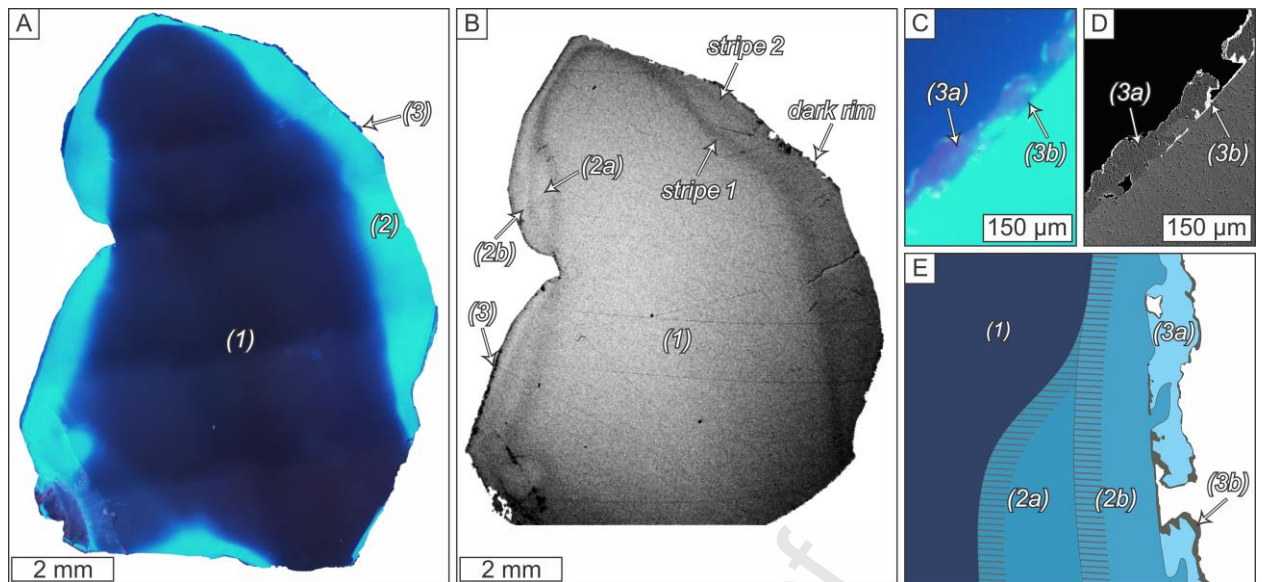 A
(3)
(2)
(1)
2 mm
B
stripe 2
dark rim
(2a)
stripe 1
(2b)
(3)
(1)
2 mm
C
(3a)
(3b)
150 µm
D
(3a)
(3b)
150 µm
E
(1)
(3a)
(2a)
(2b)
(3b)